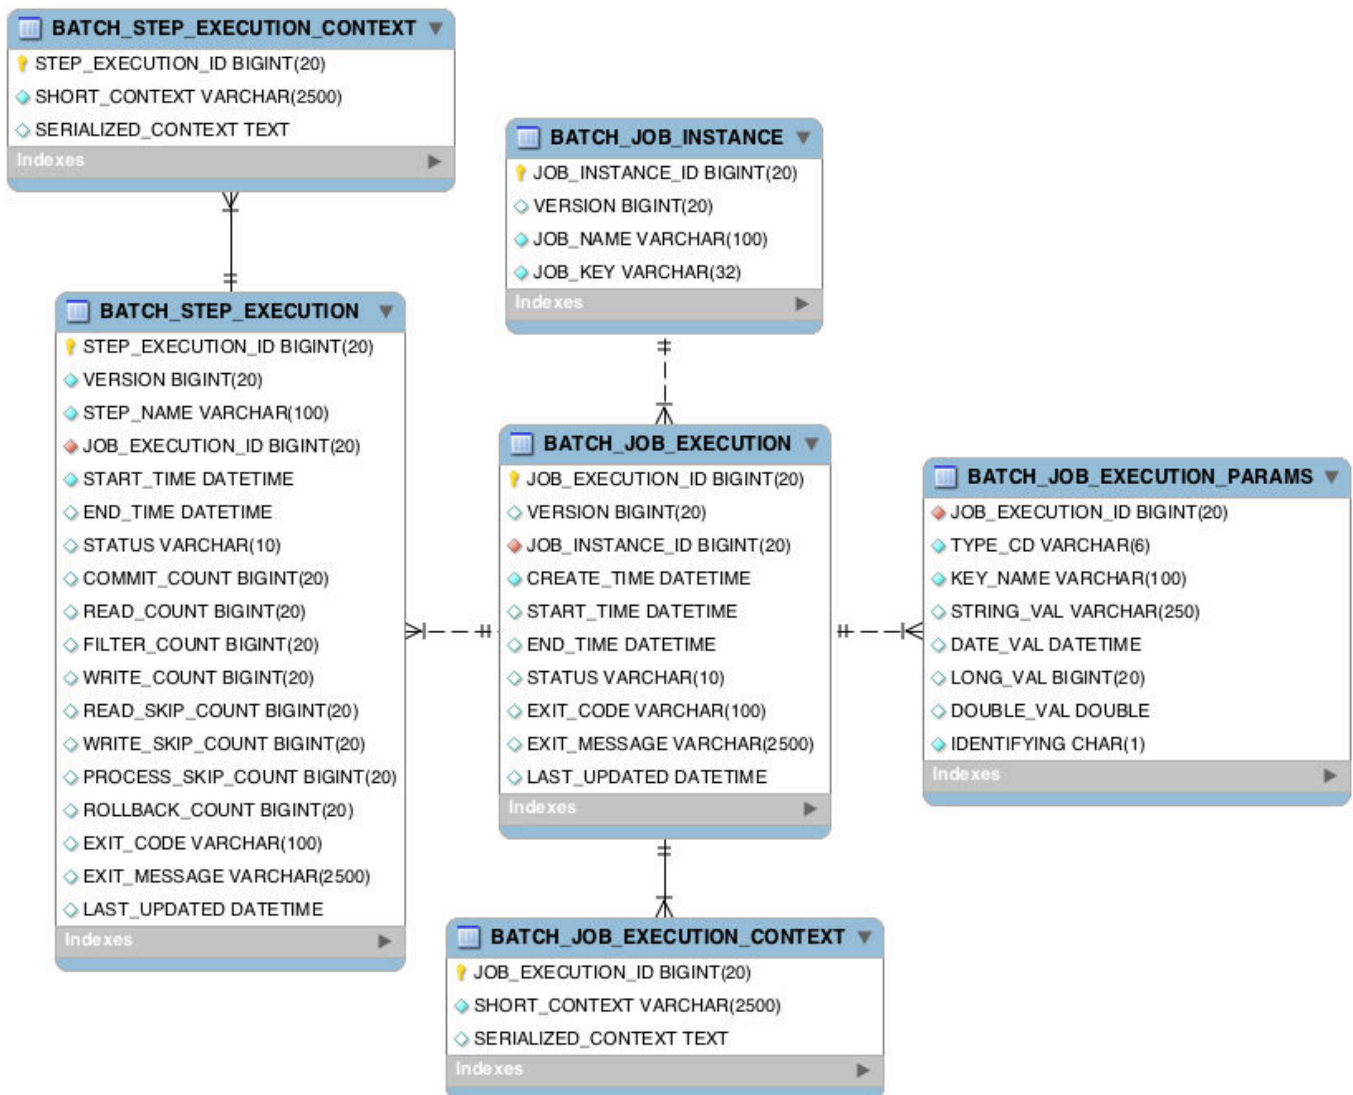 BATCH_STEP_EXECUTION_CONTEXT
STEP_EXECUTION_ID BIGINT(20)
SHORT_CONTEXT VARCHAR(2500)
SERIALIZED_CONTEXT TEXT
Indexes
BATCH_JOB_INSTANCE
JOB_INSTANCE_ID BIGINT(20)
VERSION BIGINT(20)
JOB_NAME VARCHAR(100)
JOB_KEY VARCHAR(32)
Indexes
BATCH_STEP_EXECUTION
STEP_EXECUTION_ID BIGINT(20)
VERSION BIGINT(20)
STEP_NAME VARCHAR(100)
JOB_EXECUTION_ID BIGINT(20)
START_TIME DATETIME
END_TIME DATETIME
STATUS VARCHAR(10)
COMMIT_COUNT BIGINT(20)
READ_COUNT BIGINT(20)
FILTER_COUNT BIGINT(20)
WRITE_COUNT BIGINT(20)
READ_SKIP_COUNT BIGINT(20)
WRITE_SKIP_COUNT BIGINT(20)
PROCESS_SKIP_COUNT BIGINT(20)
ROLLBACK_COUNT BIGINT(20)
EXIT_CODE VARCHAR(100)
EXIT_MESSAGE VARCHAR(2500)
LAST_UPDATED DATETIME
Indexes
BATCH_JOB_EXECUTION
JOB_EXECUTION_ID BIGINT(20)
VERSION BIGINT(20)
JOB_INSTANCE_ID BIGINT(20)
CREATE_TIME DATETIME
START_TIME DATETIME
END_TIME DATETIME
STATUS VARCHAR(10)
EXIT_CODE VARCHAR(100)
EXIT_MESSAGE VARCHAR(2500)
LAST_UPDATED DATETIME
Indexes
BATCH_JOB_EXECUTION_PARAMS
JOB_EXECUTION_ID BIGINT(20)
TYPE_CD VARCHAR(6)
KEY_NAME VARCHAR(100)
STRING_VAL VARCHAR(250)
DATE_VAL DATETIME
LONG_VAL BIGINT(20)
DOUBLE_VAL DOUBLE
IDENTIFYING CHAR(1)
Indexes
BATCH_JOB_EXECUTION_CONTEXT
JOB_EXECUTION_ID BIGINT(20)
SHORT_CONTEXT VARCHAR(2500)
SERIALIZED_CONTEXT TEXT
Indexes